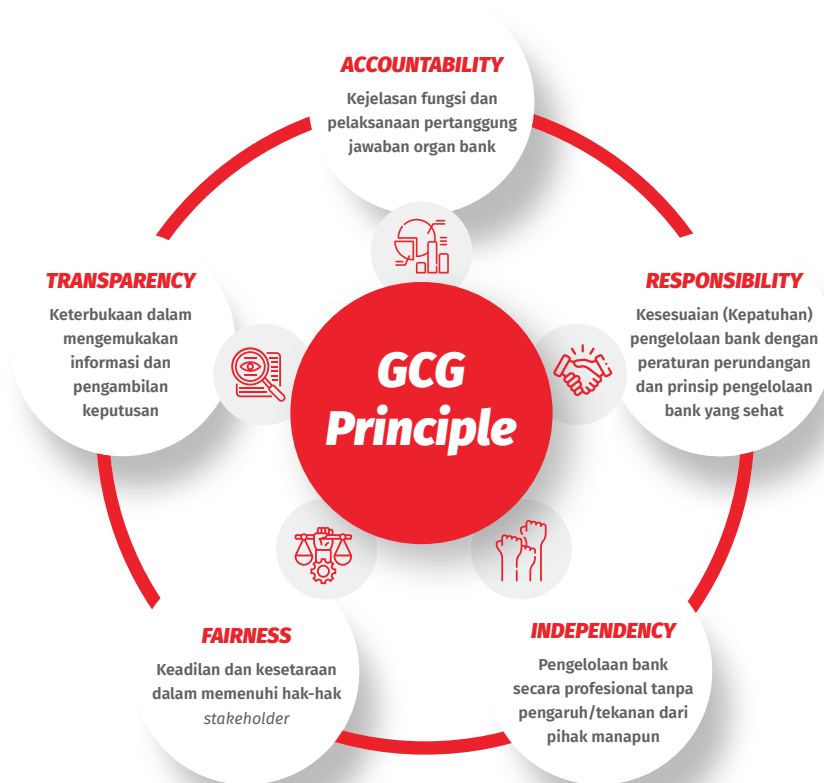 ACCOUNTABILITY
Kejelasan fungsi dan
pelaksanaan pertanggung
jawaban organ bank
TRANSPARENCY
Keterbukaan dalam
mengemukakan
informasi dan
pengambilan
keputusan
RESPONSIBILITY
Kesesuaian (Kepatuhan)
pengelolaan bank dengan
peraturan perundangan
dan prinsip pengelolaan
bank yang sehat
GCG
Principle
FAIRNESS
Keadilan dan kesetaraan
dalam memenuhi hak-hak
stakeholder
INDEPENDENCY
Pengelolaan bank
secara profesional tanpa
pengaruh/tekanan dari
pihak manapun